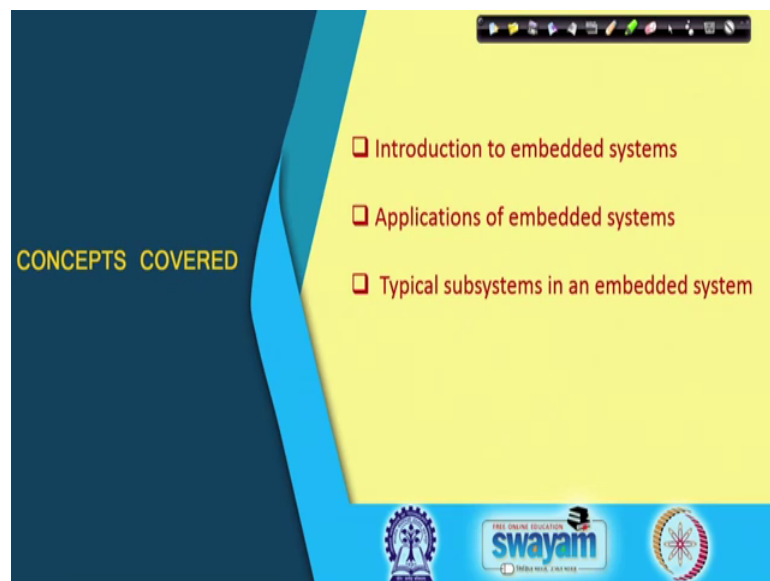 CONCEPTS COVERED
Introduction to embedded systems
Applications of embedded systems
Typical subsystems in an embedded system
FREE ONLINE EDUCATION
swayam